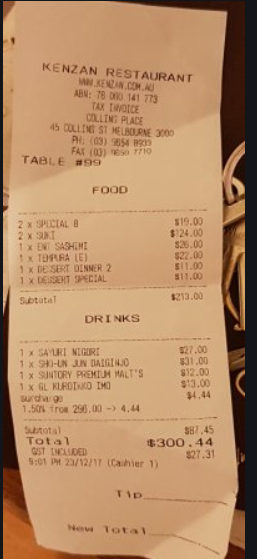 KENZAN RESTAURANT
WWW.KENZAN.COM.AU
ABN: 76 060 141 773
TAX INVOICE
COLLINS PLACE
45 COLLINS ST MELBOURNE 3000
PH: (03) 9654 8933
FAX (03) 9650 7710
TABLE #99
FOOD
2 x SPECIAL B $19.00
2 x SUKI $124.00
1 x ENT SASHIMI $26.00
1 x TEMPURA (E) $22.00
1 x DESSERT DINNER 2 $11.00
1 x DESSERT SPECIAL $11.00
Subtotal $213.00
DRINKS
1 x SAYURI NIGORI $27.00
1 x SHO-UN JUN DAIGINJO $31.00
1 x SUNTORY PREMIUM MALT'S $12.00
1 x GL KUROIKKO IMO $13.00
surcharge $4.44
1.50% from 296.00 -> 4.44
Subtotal $87.45
Total $300.44
GST INCLUDED $27.31
9:01 PM 23/12/17 (Cashier 1)
Tip
New Total